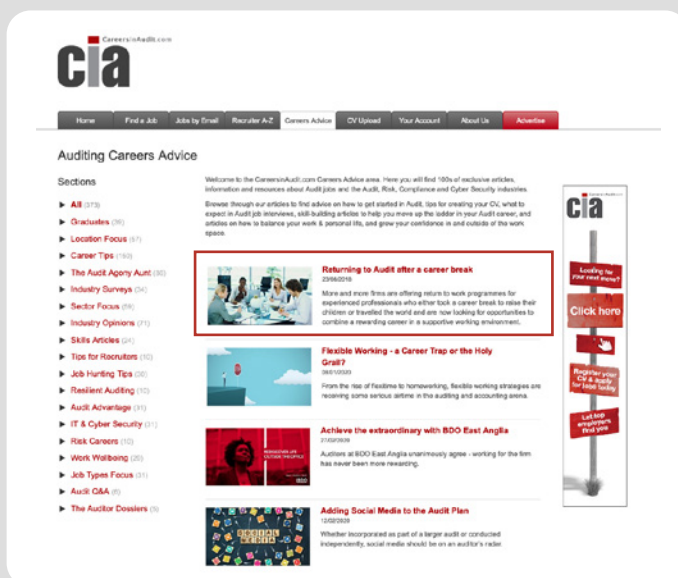 CareersinAudit.com
cia
Home Find a Job Jobs by Email Recruiter A-Z Careers Advice CV Upload Your Account About Us Advertise
Auditing Careers Advice
Sections
All (373)
Graduates
Location Focus (67)
Career Tips
The Audit Agony Aunt
Industry Surveys (34)
Sector Focus
Industry Opinions (71)
Skills Articles (24)
Tips for Recruiters (10)
Job Hunting Tips
Resilient Auditing (10)
Audit Advantage (31)
IT & Cyber Security (31)
Risk Careers (10)
Work Wellbeing
Job Types Focus (31)
Audit Q&A
The Auditor Dossiers
Welcome to the CareersinAudit.com Careers Advice area. Here you will find 100s of exclusive articles,
information and resources about Audit jobs and the Audit, Risk, Compliance and Cyber Security industries.
Browse through our articles to find advice on how to get started in Audit, tips for creating your CV, what to
expect in Audit job interviews, skill-building articles to help you move up the ladder in your Audit career, and
articles on how to balance your work & personal life, and grow your confidence in and outside of the work
space.
Returning to Audit after a career break
More and more firms are offering return to work programmes for
experienced professionals who either took a career break to raise their
children or travelled the world and are now looking for opportunities to
combine a rewarding career in a supportive working environment.
Flexible Working - a Career Trap or the Holy
Grail?
From the rise of flexitime to homeworking, flexible working strategies are
receiving some serious airtime in the auditing and accounting arena.
Achieve the extraordinary with BDO East Anglia
27/02/2020
Auditors at BDO East Anglia unanimously agree - working for the firm
has never been more rewarding.
REDISCOVER LIFE
OUTSIDE THE OFFICE
BDO
Adding Social Media to the Audit Plan
12/02/2020
Whether incorporated as part of a larger audit or conducted
independently, social media should be on an auditor's radar.
SOCIAL
MEDIA
cia
Looking for
your next move?
Click here
Register your
CV & apply
for jobs today
Let top
employers
find you